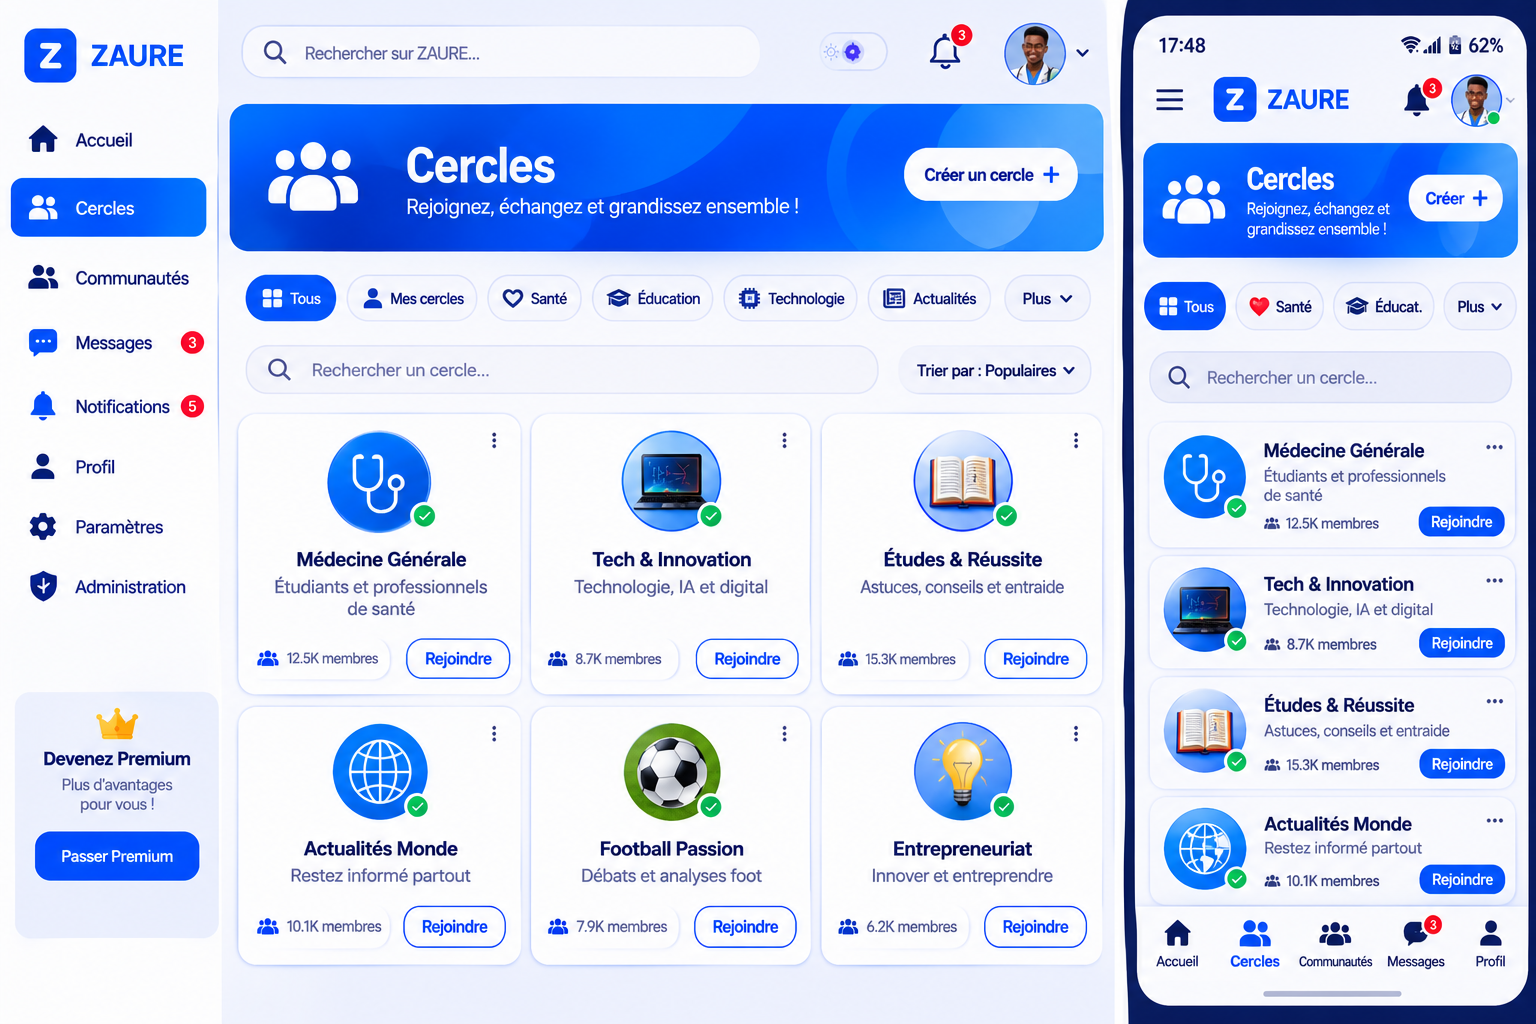 Z ZAURE
Accueil
Cercles
Communautés
Messages 3
Notifications 5
Profil
Paramètres
Administration
Devenez Premium
Plus d'avantages
pour vous !
Passer Premium
Rechercher sur ZAURE...
3
Cercles
Rejoignez, échangez et grandissez ensemble !
Créer un cercle +
Tous
Mes cercles
Santé
Éducation
Technologie
Actualités
Plus
Rechercher un cercle...
Trier par : Populaires
Médecine Générale
Étudiants et professionnels
de santé
12.5K membres
Rejoindre
Tech & Innovation
Technologie, IA et digital
8.7K membres
Rejoindre
Études & Réussite
Astuces, conseils et entraide
15.3K membres
Rejoindre
Actualités Monde
Restez informé partout
10.1K membres
Rejoindre
Football Passion
Débats et analyses foot
7.9K membres
Rejoindre
Entrepreneuriat
Innover et entreprendre
6.2K membres
Rejoindre
17:48
62%
Z ZAURE
3
Cercles
Rejoignez, échangez et
grandissez ensemble !
Créer +
Tous
Santé
Éducat.
Plus
Rechercher un cercle...
Médecine Générale
Étudiants et professionnels
de santé
12.5K membres
Rejoindre
Tech & Innovation
Technologie, IA et digital
8.7K membres
Rejoindre
Études & Réussite
Astuces, conseils et entraide
15.3K membres
Rejoindre
Actualités Monde
Restez informé partout
10.1K membres
Rejoindre
Accueil
Cercles
Communautés
3
Messages
Profil